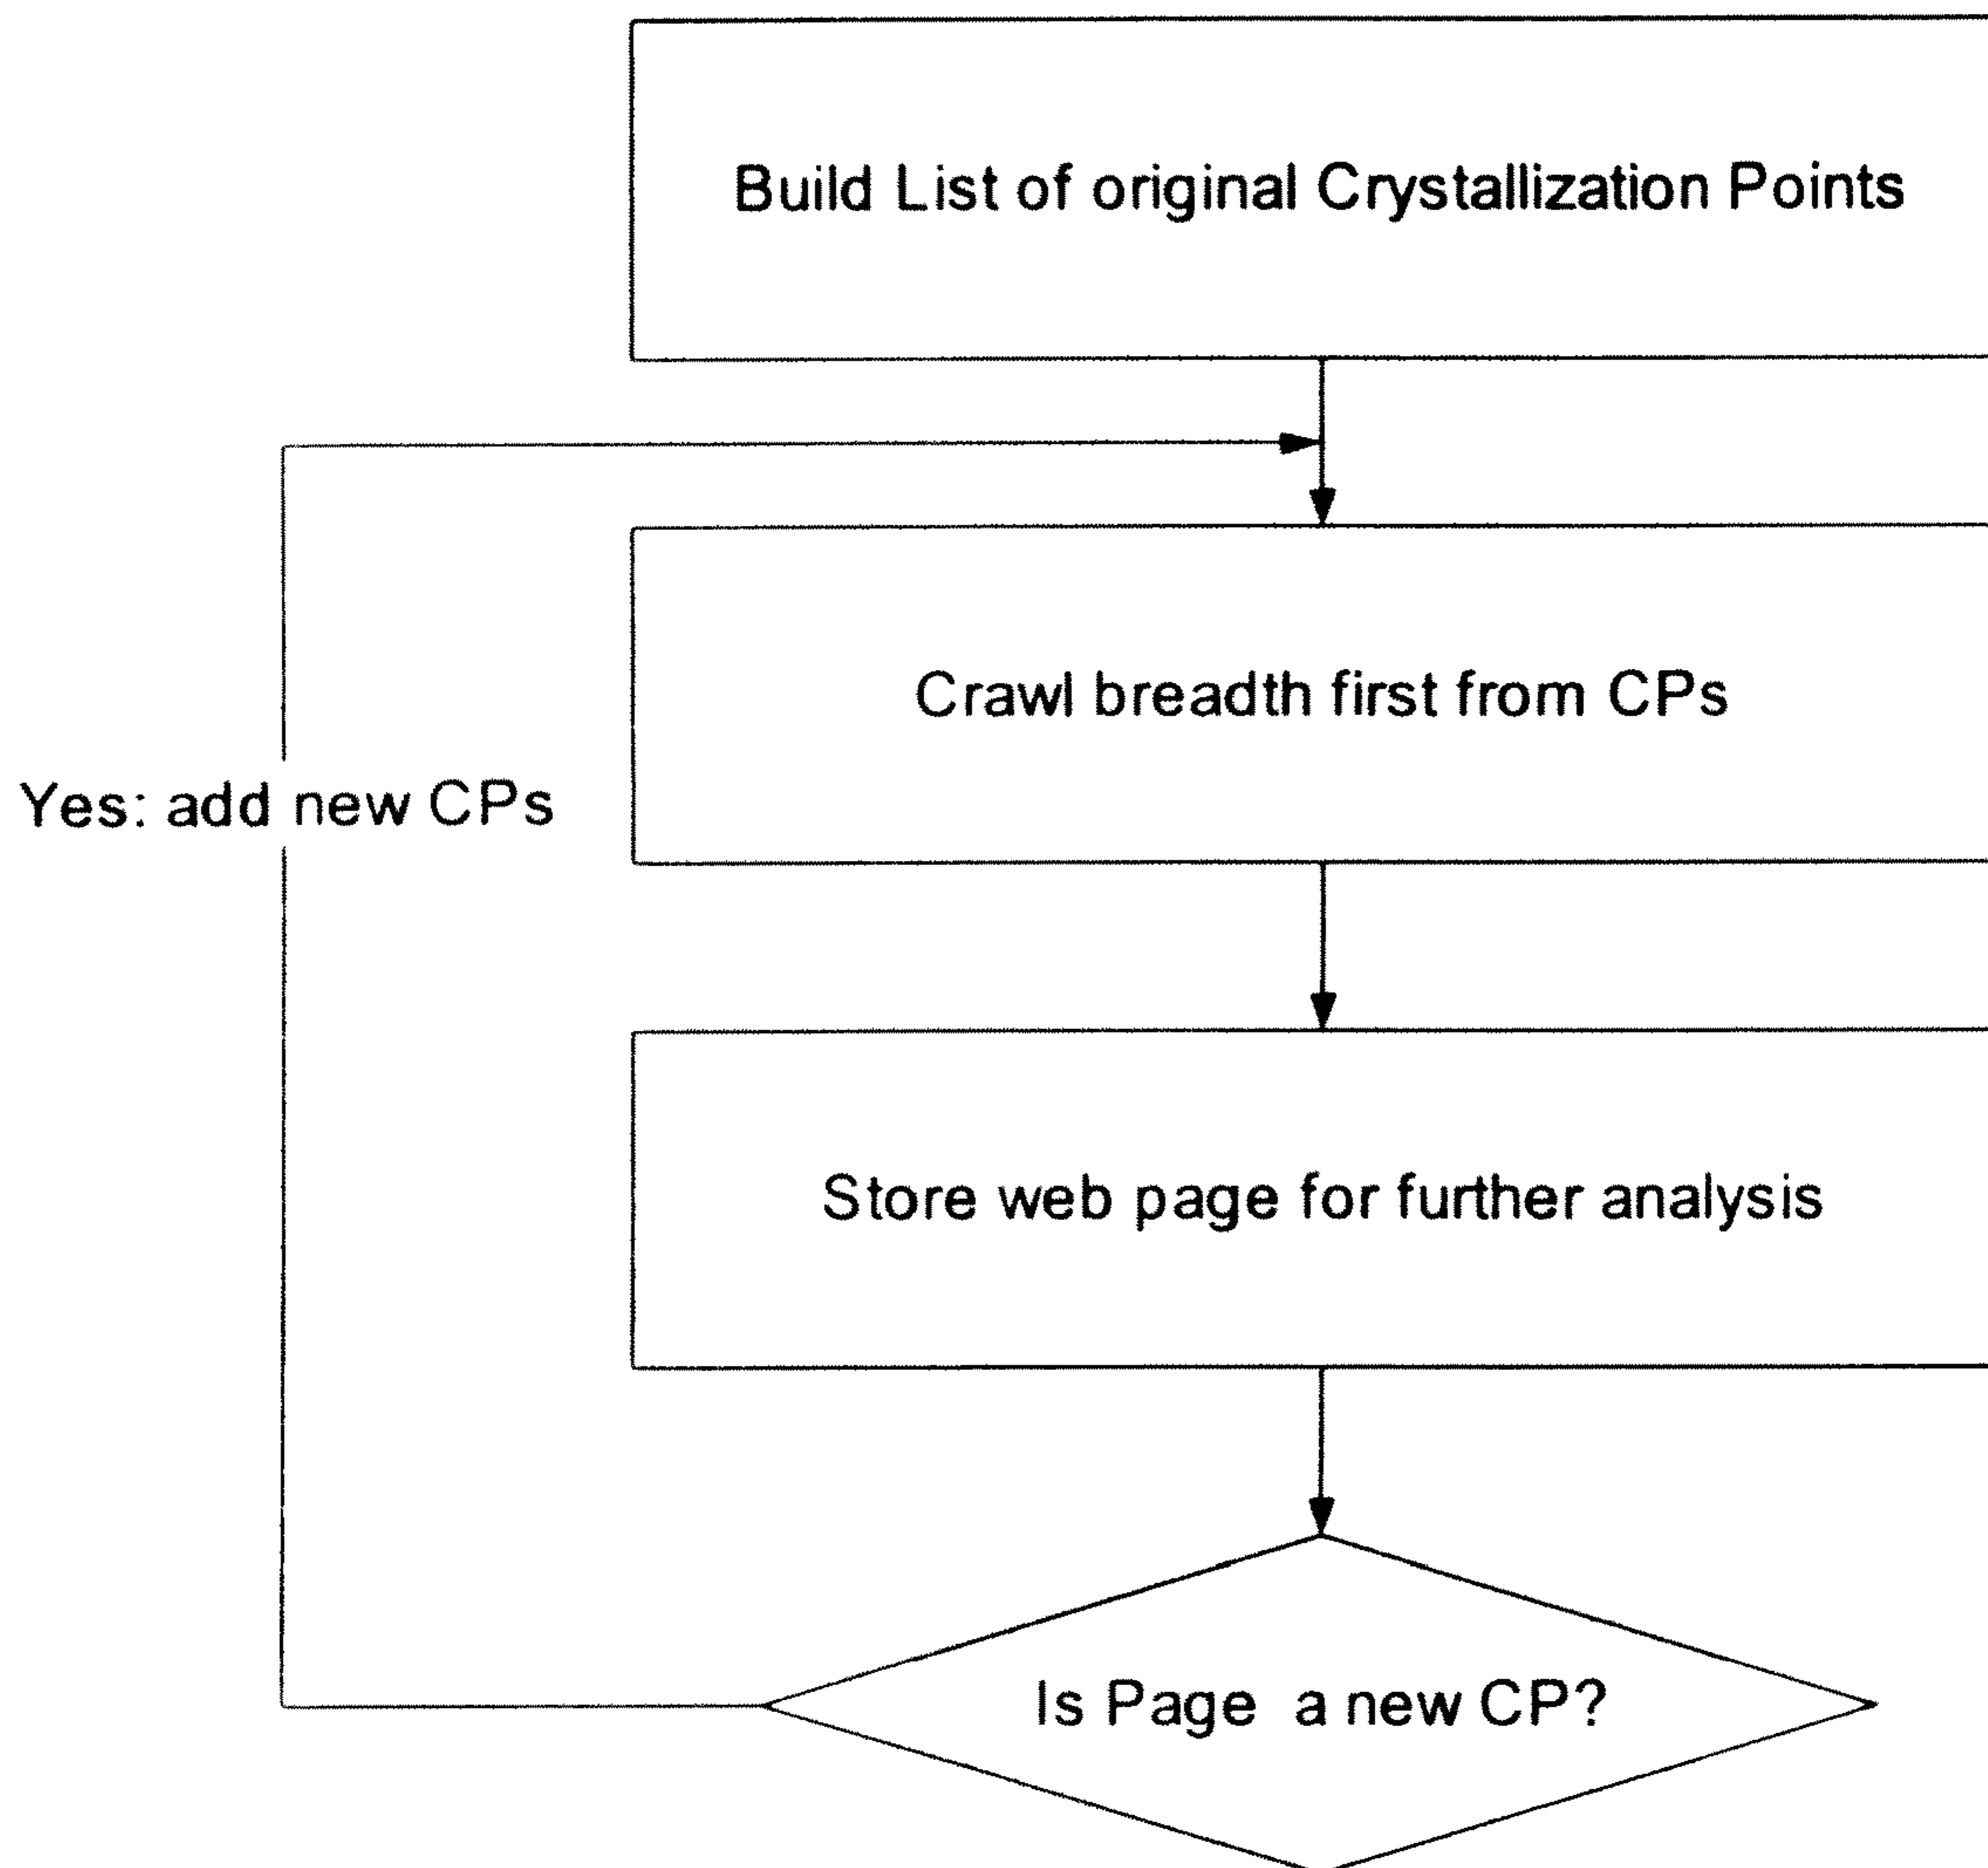 Build List of original Crystallization Points
Crawl breadth first from CPs
Yes: add new CPs
Store web page for further analysis
Is Page a new CP?